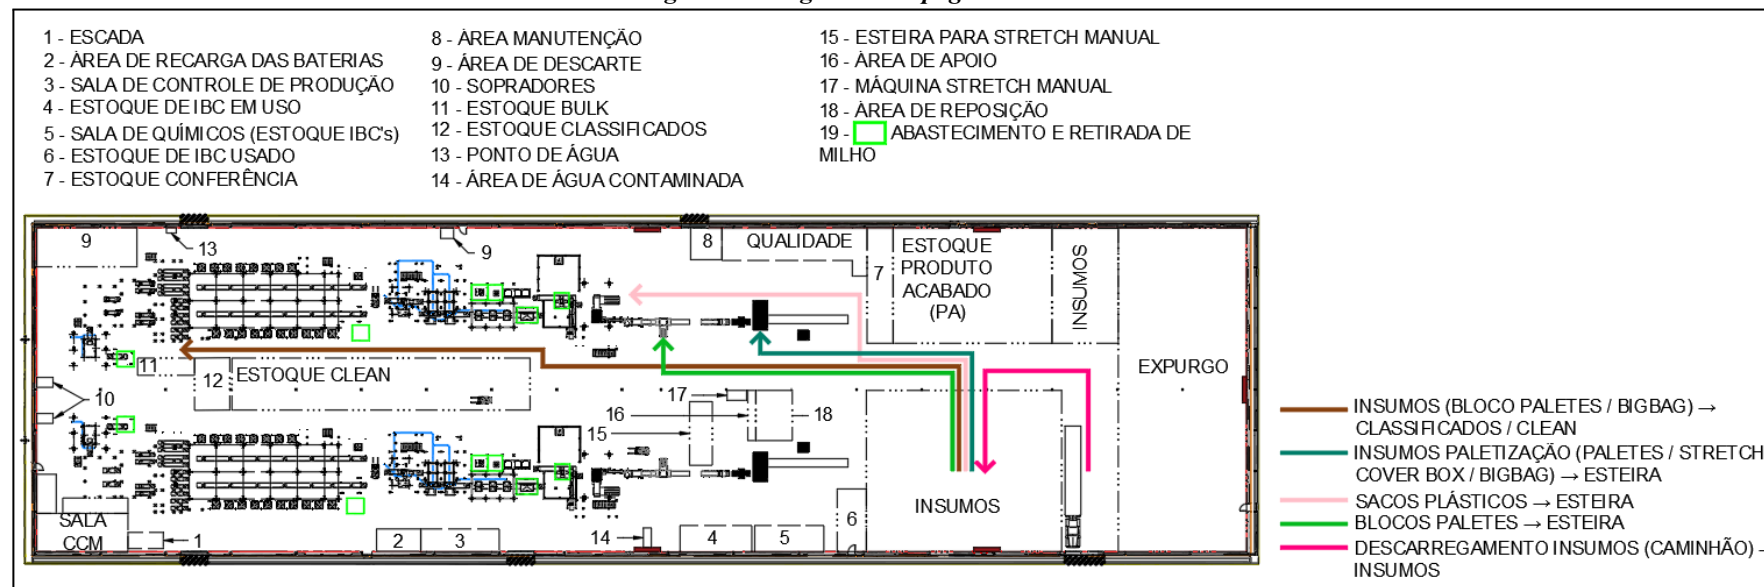 1 - ESCADA
2 - ÁREA DE RECARGA DAS BATERIAS
3 - SALA DE CONTROLE DE PRODUÇÃO
4 - ESTOQUE DE IBC EM USO
5 - SALA DE QUÍMICOS (ESTOQUE IBC's)
6 - ESTOQUE DE IBC USADO
7 - ESTOQUE CONFERÊNCIA
8 - ÁREA MANUTENÇÃO
9 - ÁREA DE DESCARTE
10 - SOPRADORES
11 - ESTOQUE BULK
12 - ESTOQUE CLASSIFICADOS
13 - PONTO DE ÁGUA
14 - ÁREA DE ÁGUA CONTAMINADA
15 - ESTEIRA PARA STRETCH MANUAL
16 - ÁREA DE APOIO
17 - MÁQUINA STRETCH MANUAL
18 - ÁREA DE REPOSIÇÃO
19 - ABASTECIMENTO E RETIRADA DE
MILHO
9
13
9
8
QUALIDADE
7
ESTOQUE
PRODUTO
ACABADO
(PA)
INSUMOS
EXPURGO
11
12
ESTOQUE CLEAN
10
17
16
18
15
INSUMOS
SALA
CCM
1
2
3
14
4
5
6
INSUMOS (BLOCO PALETES / BIGBAG) →
CLASSIFICADOS / CLEAN
INSUMOS PALETIZAÇÃO (PALETES / STRETCH
COVER BOX / BIGBAG) → ESTEIRA
SACOS PLÁSTICOS → ESTEIRA
BLOCOS PALETES → ESTEIRA
DESCARREGAMENTO INSUMOS (CAMINHÃO) →
INSUMOS